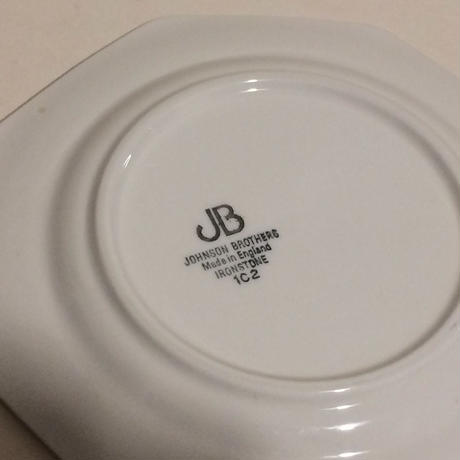 JB
JOHNSON BROTHERS
Made in England
IRONSTONE
1C2